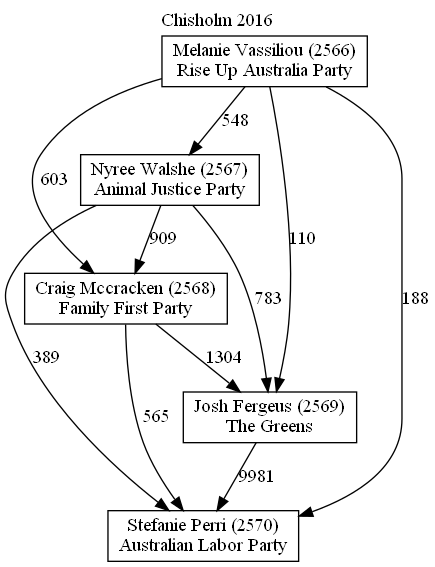 Chisholm 2016
Melanie Vassiliou (2566)
Rise Up Australia Party
548
Nyree Walshe (2567)
Animal Justice Party
603
909
110
Craig Mccracken (2568)
Family First Party
783
188
389
1304
565
Josh Fergeus (2569)
The Greens
9981
Stefanie Perri (2570)
Australian Labor Party